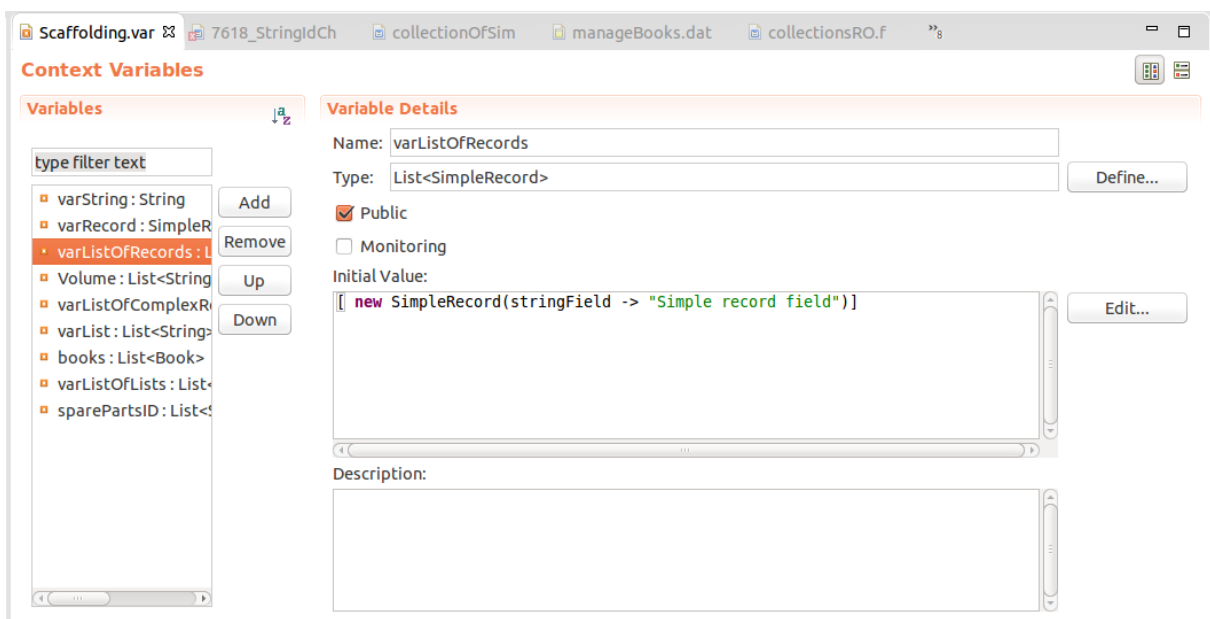 Scaffolding.var 7618_StringIdCh collectionOfSim manageBooks.dat collectionsRO.f »8
Context Variables
Variables
type filter text
varString : String
varRecord : SimpleR
varListOfRecords : L
Volume : List<String
varListOfComplexR
varList : List<String>
books : List<Book>
varListOfLists : List<
sparePartsID : List<S
Add
Remove
Up
Down
Variable Details
Name: varListOfRecords
Type: List<SimpleRecord> Define...
Public
Monitoring
Initial Value:
[ new SimpleRecord(stringField -> "Simple record field")]
Edit...
Description: